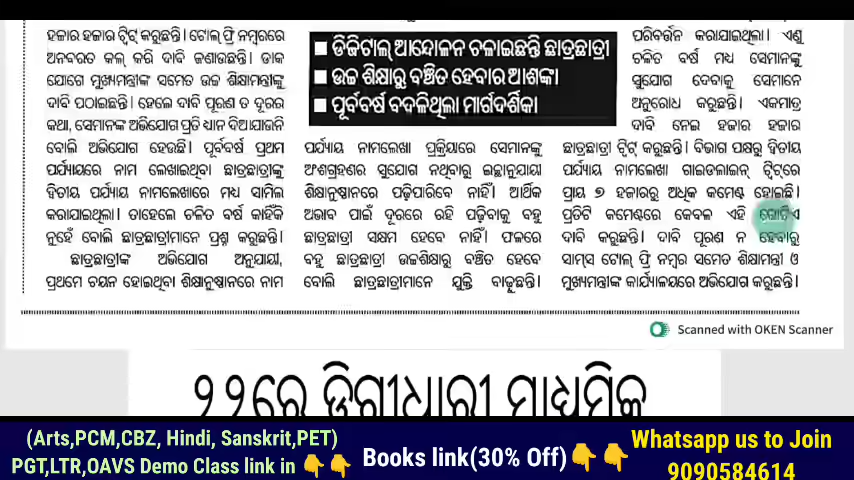 ହଜାର ହଜାର ଟ୍ୱିଟ୍ କରୁଛନ୍ତି। ଟୋଲ୍ ଫ୍ରି ନମ୍ବରରେ
ଅନବରତ କଲ୍ କରି ଦାବି ଜଣାଉଛନ୍ତି। ଡାକ
ଯୋଗେ ମୁଖ୍ୟମନ୍ତ୍ରୀଙ୍କ ସମେତ ଉଚ୍ଚ ଶିକ୍ଷାମନ୍ତ୍ରୀଙ୍କୁ
ଦାବି ପଠାଇଛନ୍ତି। ହେଲେ ଦାବି ପୂରଣ ତ ଦୂରର
କଥା, ସେମାନଙ୍କ ଅଭିଯୋଗ ପ୍ରତି ଧ୍ୟାନ ଦିଆଯାଉନି
ବୋଲି ଅଭିଯୋଗ ହେଉଛି। ପୂର୍ବବର୍ଷ ପ୍ରଥମ
ପର୍ଯ୍ୟାୟରେ ନାମ ଲେଖାଇଥିବା ଛାତ୍ରଛାତ୍ରୀଙ୍କୁ
ଦ୍ୱିତୀୟ ପର୍ଯ୍ୟାୟ ନାମଲେଖାରେ ମଧ୍ୟ ସାମିଲ
କରାଯାଇଥିଲା। ତାହେଲେ ଚଳିତ ବର୍ଷ କାହିଁକି
ନୁହେଁ ବୋଲି ଛାତ୍ରଛାତ୍ରୀମାନେ ପ୍ରଶ୍ନ କରୁଛନ୍ତି।
ଛାତ୍ରଛାତ୍ରୀଙ୍କ ଅଭିଯୋଗ ଅନୁଯାୟୀ,
ପ୍ରଥମେ ଚୟନ ହୋଇଥିବା ଶିକ୍ଷାନୁଷ୍ଠାନରେ ନାମ
■ ଡିଜିଟାଲ୍ ଆନ୍ଦୋଳନ ଚଳାଇଛନ୍ତି ଛାତ୍ରଛାତ୍ରୀ
■ ଉଚ୍ଚ ଶିକ୍ଷାରୁ ବଞ୍ଚିତ ହେବାର ଆଶଙ୍କା
■ ପୂର୍ବବର୍ଷ ବଦଳିଥିଲା ମାର୍ଗଦର୍ଶିକା
ପର୍ଯ୍ୟାୟ ନାମଲେଖା ପ୍ରକ୍ରିୟରେ ସେମାନଙ୍କୁ
ଅଂଶଗ୍ରହଣର ସୁଯୋଗ ନଥିବାରୁ ଇଚ୍ଛାନୁଯାୟୀ
ଶିକ୍ଷାନୁଷ୍ଠାନରେ ପଢ଼ିପାରିବେ ନାହିଁ। ଆର୍ଥିକ
ଅଭାବ ପାଇଁ ଦୂରରେ ରହି ପଢ଼ିବାକୁ ବହୁ
ଛାତ୍ରଛାତ୍ରୀ ସକ୍ଷମ ହେବେ ନାହିଁ। ଫଳରେ
ବହୁ ଛାତ୍ରଛାତ୍ରୀ ଉଚ୍ଚଶିକ୍ଷାରୁ ବଞ୍ଚିତ ହେବେ
ବୋଲି ଛାତ୍ରଛାତ୍ରୀମାନେ ଯୁକ୍ତି ବାଢ଼ୁଛନ୍ତି।
ପରିବର୍ତ୍ତନ କରାଯାଇଥିଲା। ଏଣୁ
ଚଳିତ ବର୍ଷ ମଧ୍ୟ ସେମାନଙ୍କୁ
ସୁଯୋଗ ଦେବାକୁ ସେମାନେ
ଅନୁରୋଧ କରୁଛନ୍ତି। ଏକମାତ୍ର
ଦାବି ନେଇ ହଜାର ହଜାର
ଛାତ୍ରଛାତ୍ରୀ ଟ୍ୱିଟ୍ କରୁଛନ୍ତି। ବିଭାଗ ପକ୍ଷରୁ ଦ୍ୱିତୀୟ
ପର୍ଯ୍ୟାୟ ନାମଲେଖା ଗାଇଡଲାଇନ୍ ଟ୍ୱିଟ୍‌ରେ
ପ୍ରାୟ ୭ ହଜାରରୁ ଅଧିକ କମେଣ୍ଟ ହୋଇଛି।
ପ୍ରତିଟି କମେଣ୍ଟରେ କେବଳ ଏହି ଗୋଟିଏ
ଦାବି କରୁଛନ୍ତି। ଦାବି ପୂରଣ ନ ହେବାରୁ
ସାମ୍‌ସ ଟୋଲ୍ ଫ୍ରି ନମ୍ବର ସମେତ ଶିକ୍ଷାମନ୍ତ୍ରୀ ଓ
ମୁଖ୍ୟମନ୍ତ୍ରୀଙ୍କ କାର୍ଯ୍ୟାଳୟରେ ଅଭିଯୋଗ କରୁଛନ୍ତି।
Scanned with OKEN Scanner
୨୨ରେ ଡିଗ୍ରୀଧାରୀ ମାଧ୍ୟମିକ
(Arts,PCM,CBZ, Hindi, Sanskrit,PET)
PGT,LTR,OAVS Demo Class link in 👇👇
Books link(30% Off)👇👇
Whatsapp us to Join
9090584614